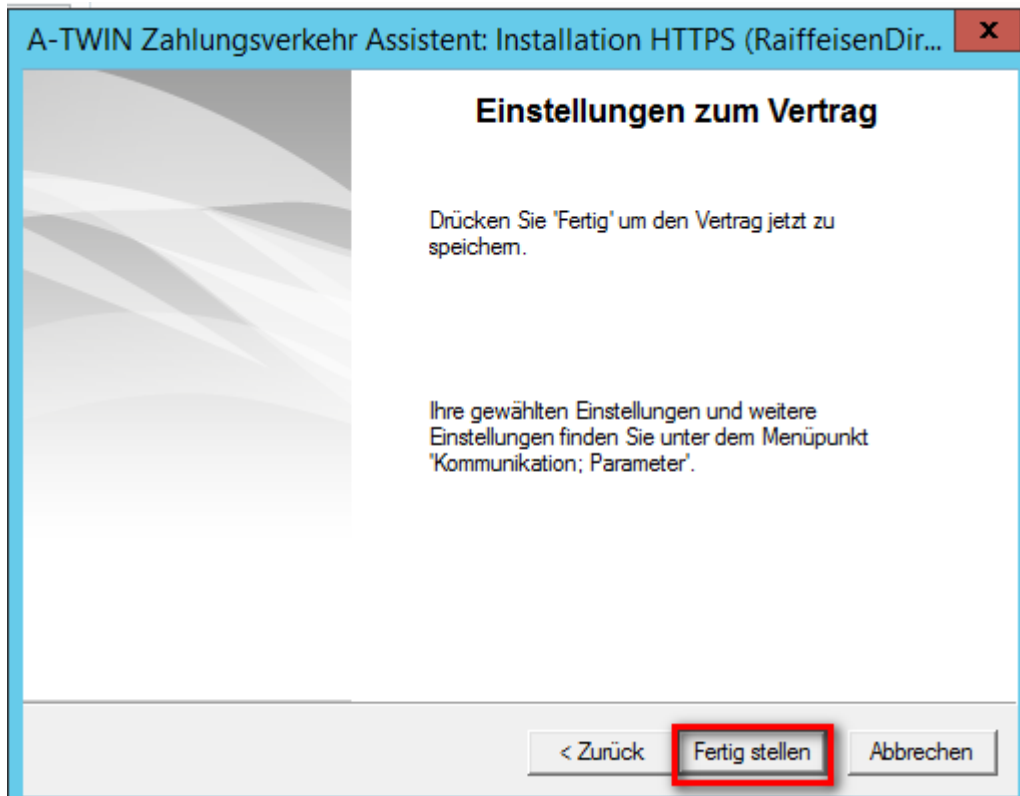 A-TWIN Zahlungsverkehr Assistent: Installation HTTPS (RaiffeisenDir...
x
Einstellungen zum Vertrag
Drücken Sie 'Fertig' um den Vertrag jetzt zu
speichern.
Ihre gewählten Einstellungen und weitere
Einstellungen finden Sie unter dem Menüpunkt
'Kommunikation; Parameter'.
< Zurück
Fertig stellen
Abbrechen